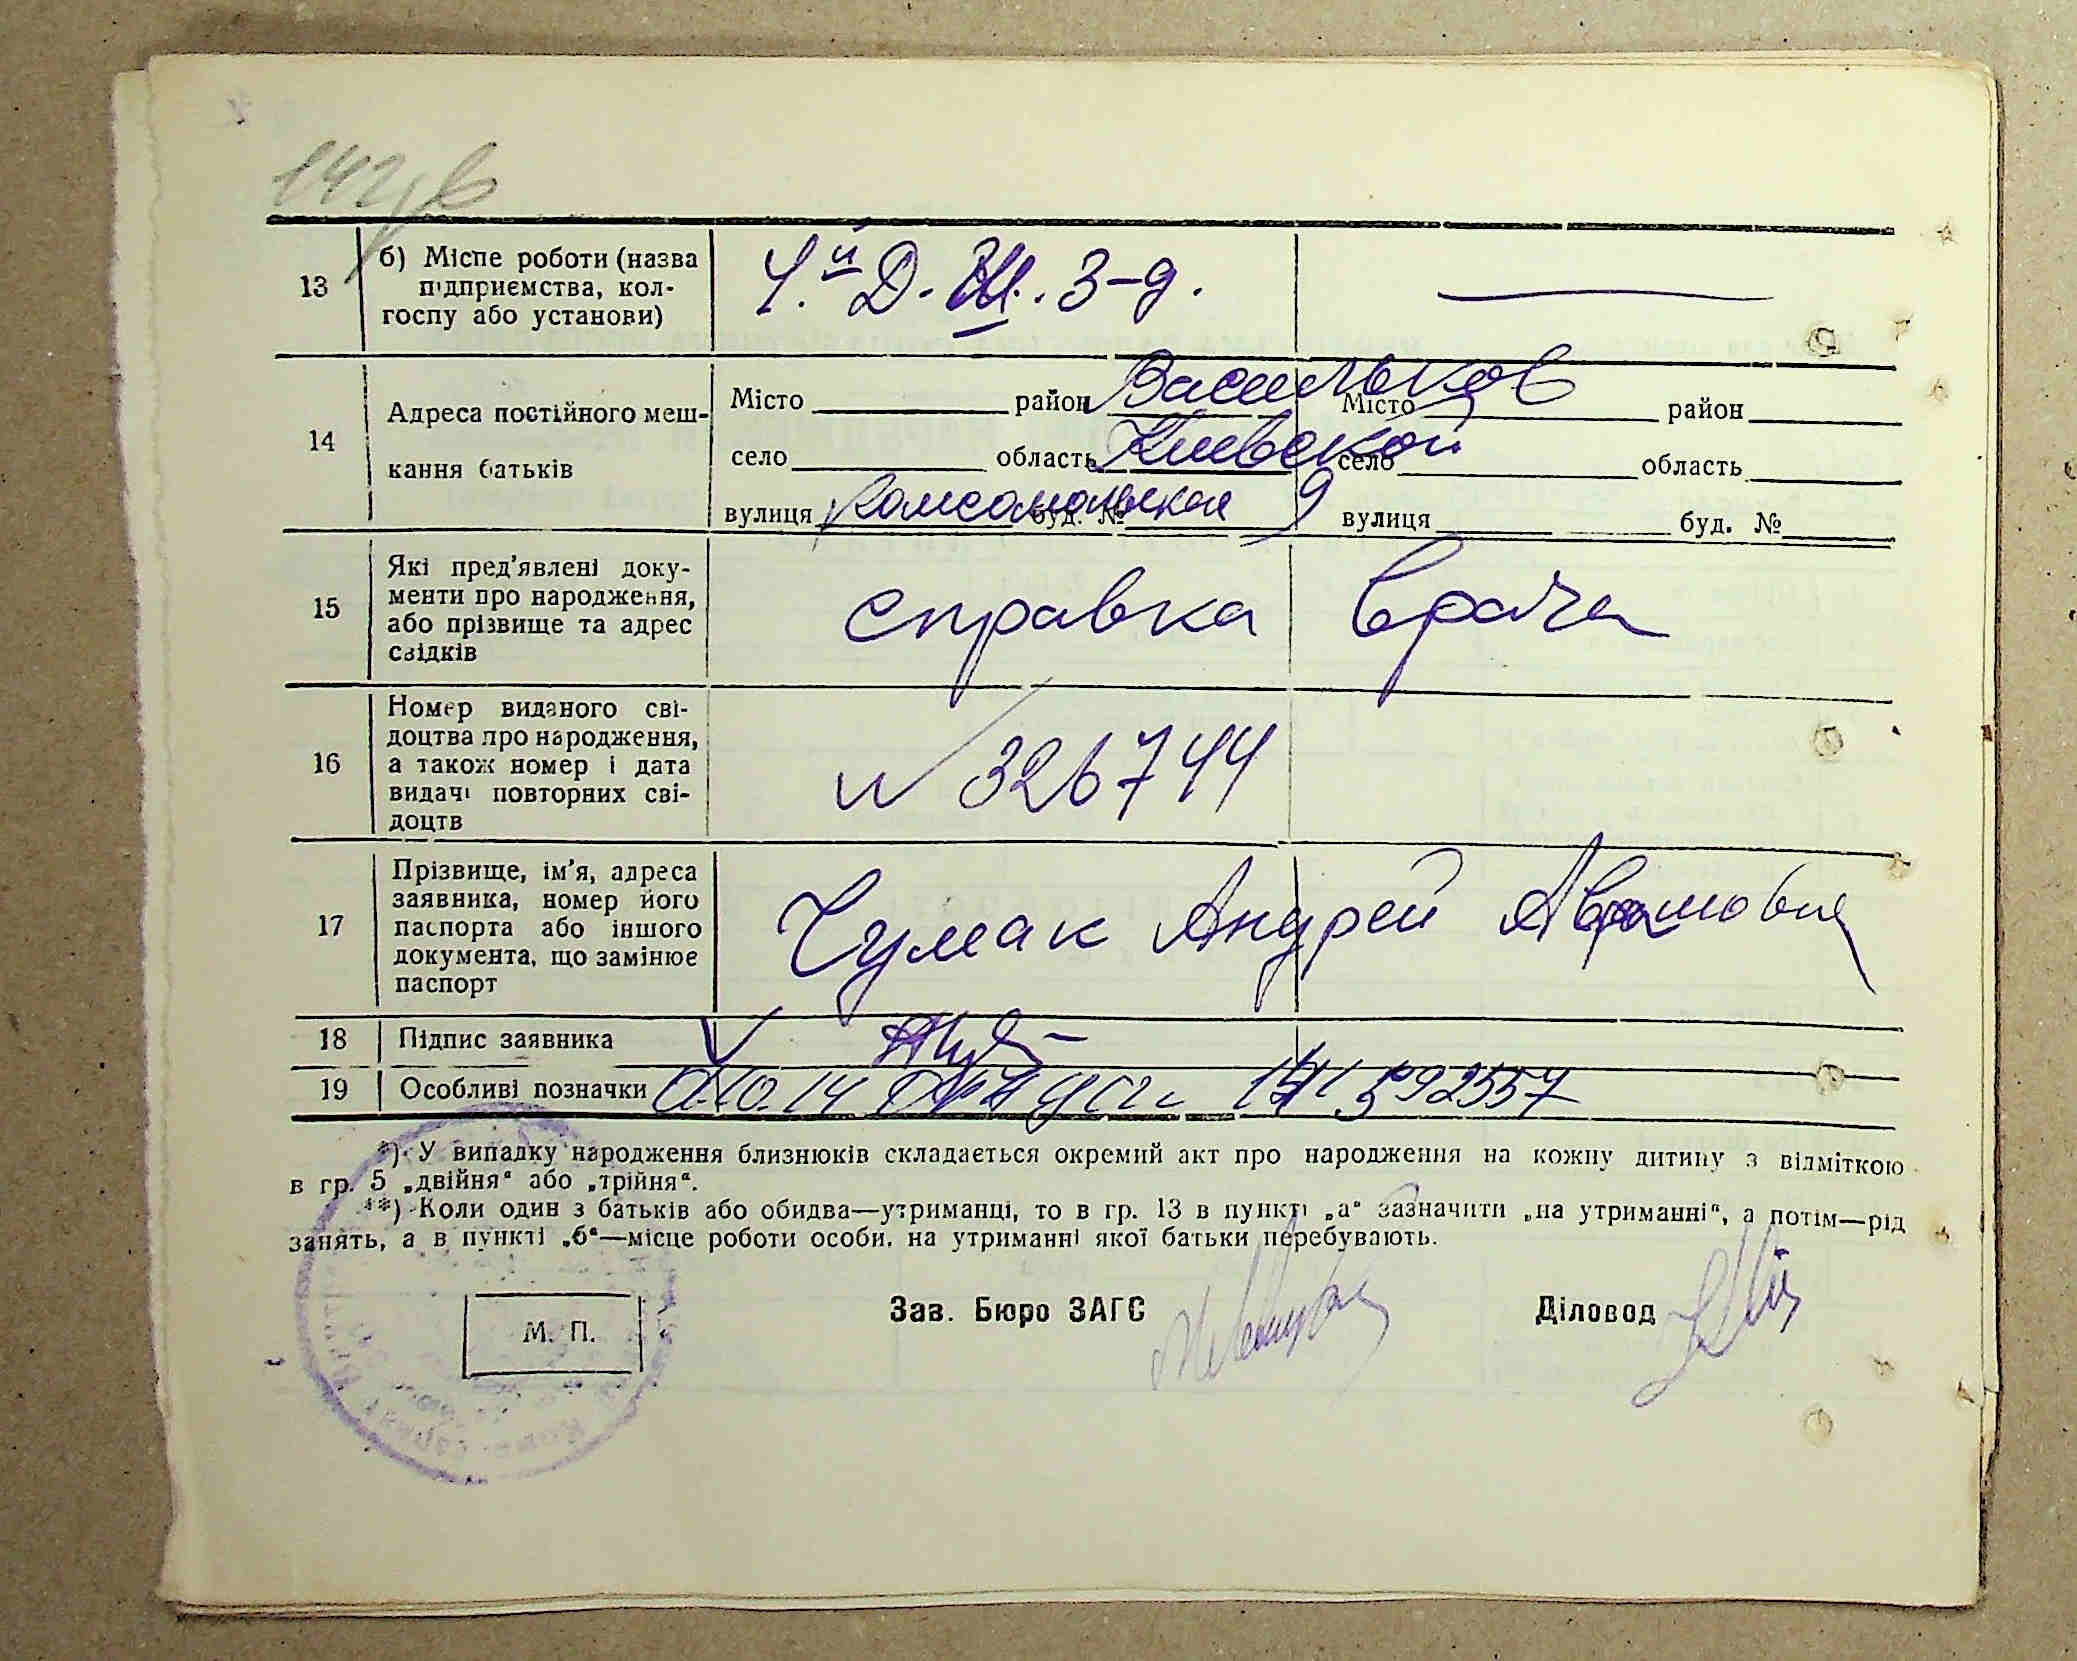 142зв
13
б) Місце роботи (назва
підприємства, кол-
госпу або установи)
1.й Д. Ш. З-д.
14
Адреса постійного меш-
кання батьків
Місто район Васильков
село область Киевской
вулиця Комсомольская буд. № 9
Місто район
село область
вулиця буд. №
15
Які пред'явлені доку-
менти про народження,
або прізвище та адрес
свідків
справка врача
16
Номер виданого сві-
доцтва про народження,
а також номер і дата
видачі повторних сві-
доцтв
№ 326744
17
Прізвище, ім'я, адреса
заявника, номер його
паспорта або іншого
документа, що замінює
паспорт
Чумак Андрей Аврамович
18
Підпис заявника
19
Особливі позначки
592557
*) У випадку народження близнюків складається окремий акт про народження на кожну дитину з відміткою
в гр. 5 „двійня" або „трійня".
**) Коли один з батьків або обидва—утриманці, то в гр. 13 в пункті „а" зазначити „на утриманні", а потім—рід
занять, а в пункті „б"—місце роботи особи, на утриманні якої батьки перебувають.
М. П.
Зав. Бюро ЗАГС
Діловод